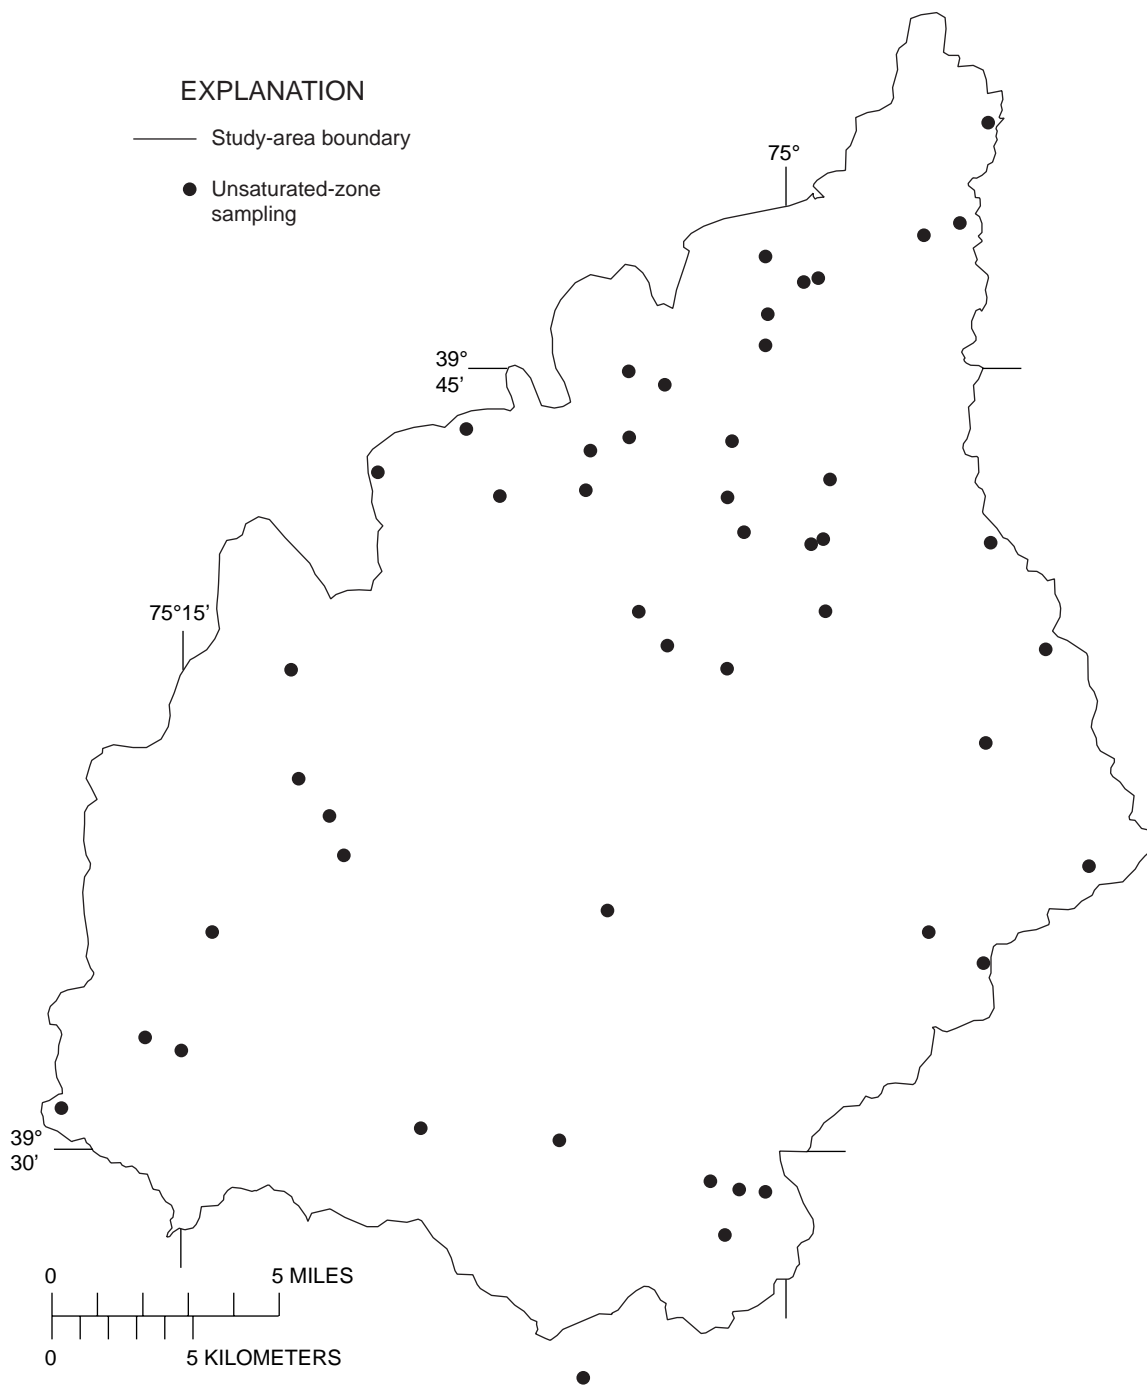 EXPLANATION
Study-area boundary
Unsaturated-zone
sampling
75°
39°
45’
75°15’
39°
30’
0 5 MILES
0 5 KILOMETERS